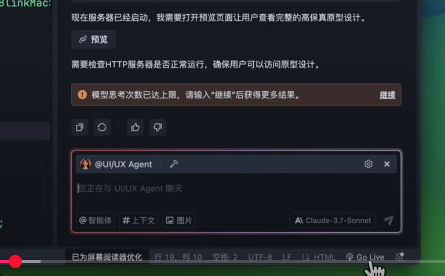 BlinkMacS
现在服务器已经启动，我需要打开预览页面让用户查看完整的高保真原型设计。
预览
需要检查HTTP服务器是否正常运行，确保用户可以访问原型设计。
模型思考次数已达上限，请输入“继续”后获得更多结果。 继续
@UI/UX Agent
您正在与 UI/UX Agent 聊天
@智能体 #上下文 图片 A\ Claude-3.7-Sonnet
;
已为屏幕阅读器优化 行 19，列 10 空格: 2 UTF-8 LF HTML Go Live